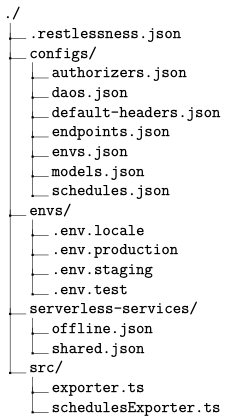 ./
.restlessness.json
configs/
authorizers.json
daos.json
default-headers.json
endpoints.json
envs.json
models.json
schedules.json
envs/
.env.locale
.env.production
.env.staging
.env.test
serverless-services/
offline.json
shared.json
src/
exporter.ts
schedulesExporter.ts